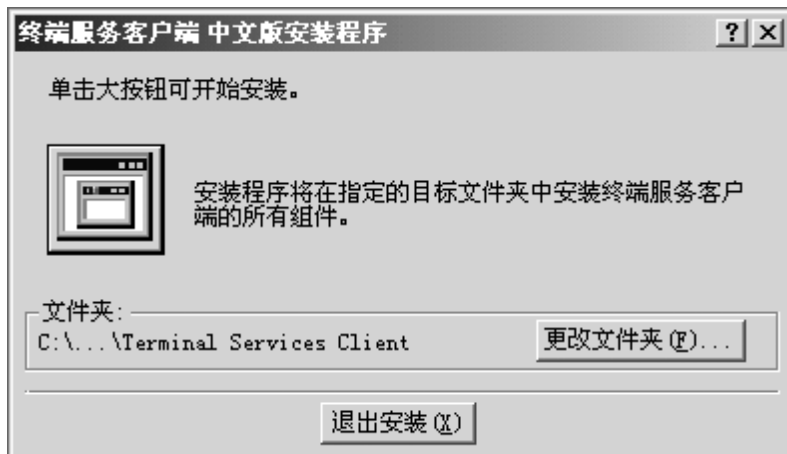 终端服务客户端 中文版安装程序
单击大按钮可开始安装。
安装程序将在指定的目标文件夹中安装终端服务客户
端的所有组件。
文件夹:
C:\...\Terminal Services Client
更改文件夹(F)...
退出安装(X)